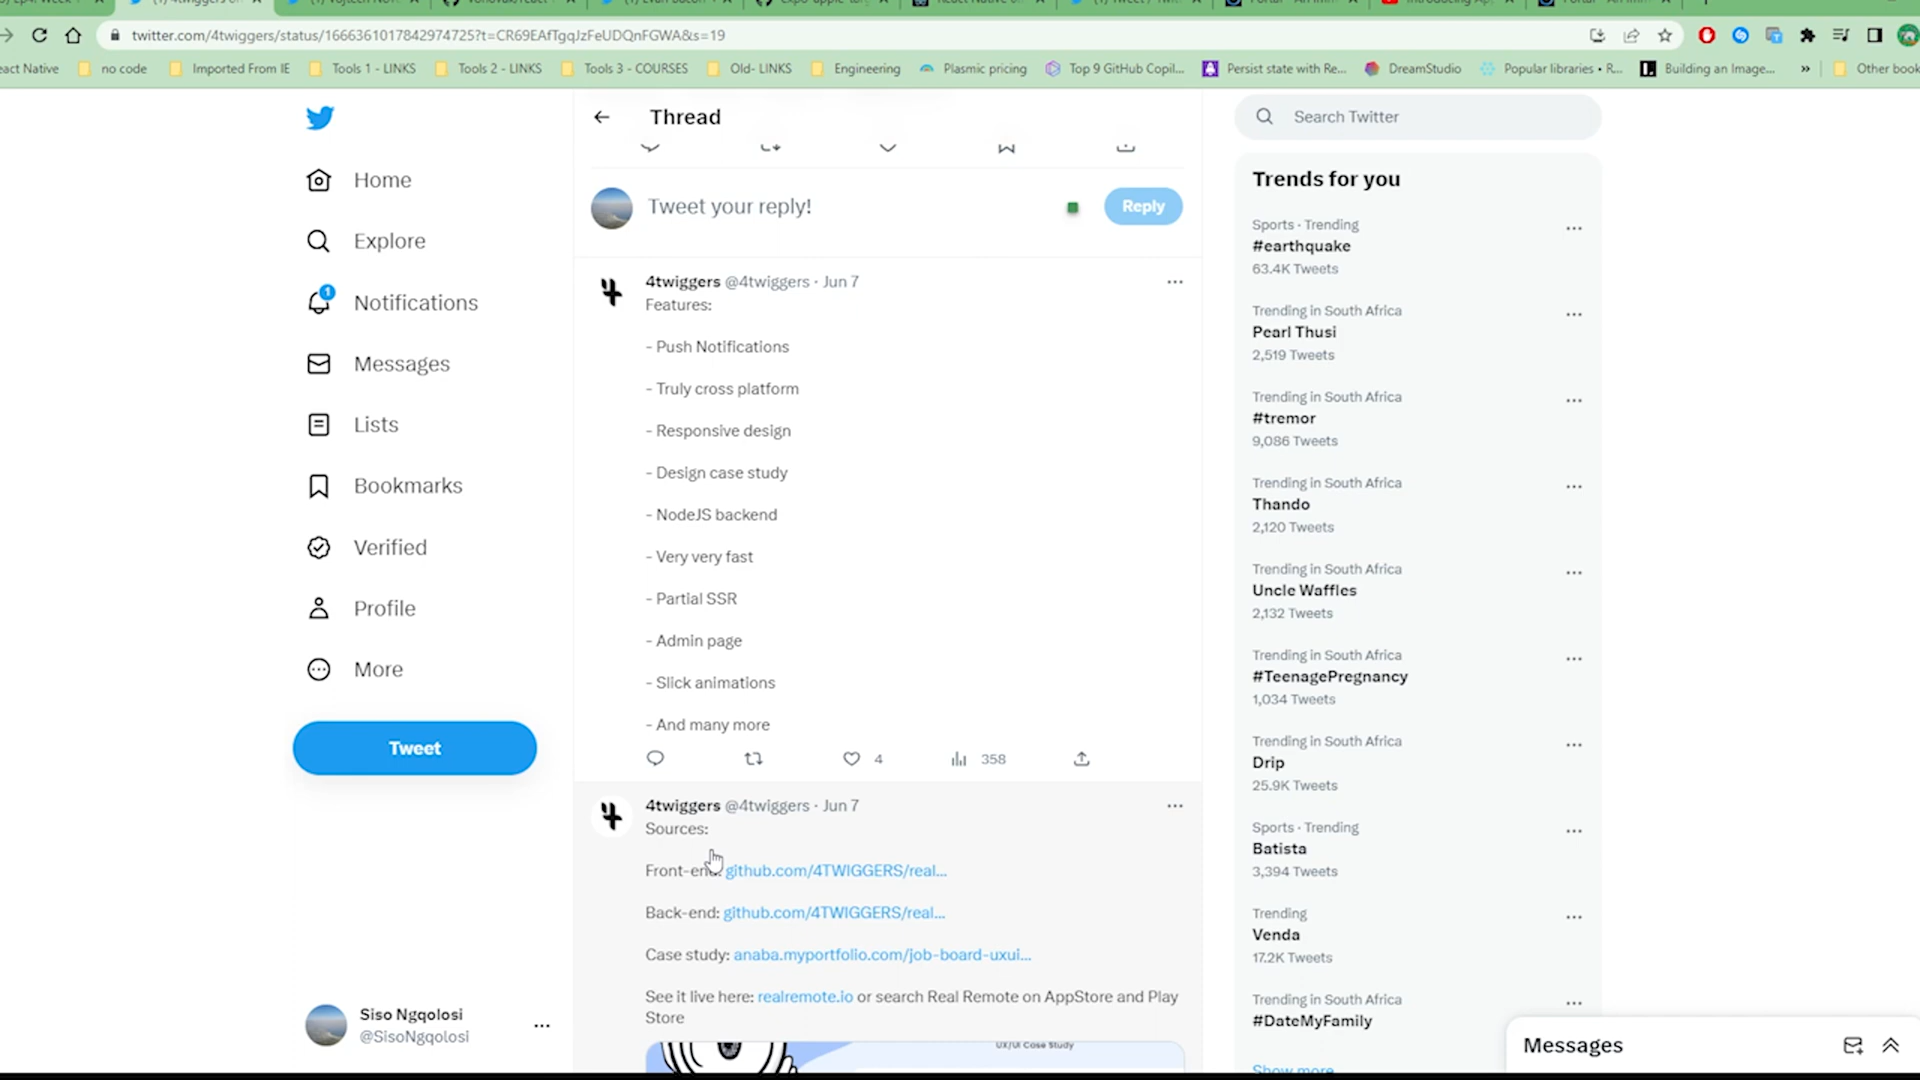 twitter.com/4twiggers/status/1666361017842974725?t=CR69EAfTgqJzFeUDQnFGWA&s=19
no code
Imported From IE
Tools 1 - LINKS
Tools 2 - LINKS
Tools 3 - COURSES
Old- LINKS
Engineering
Plasmic pricing
Top 9 GitHub Copil...
Persist state with Re...
DreamStudio
Popular libraries • R...
Building an Image...
»
Thread
Search Twitter
Home
Explore
1
Notifications
Messages
Lists
Bookmarks
Verified
Profile
More
Tweet
Siso Ngqolosi
@SisoNgqolosi
Tweet your reply!
Reply
4twiggers @4twiggers · Jun 7
Features:
- Push Notifications
- Truly cross platform
- Responsive design
- Design case study
- NodeJS backend
- Very very fast
- Partial SSR
- Admin page
- Slick animations
- And many more
4
358
4twiggers @4twiggers · Jun 7
Sources:
Front-end: github.com/4TWIGGERS/real...
Back-end: github.com/4TWIGGERS/real...
Case study: anaba.myportfolio.com/job-board-uxui...
See it live here: realremote.io or search Real Remote on AppStore and Play
Store
UX/UI Case Study
Trends for you
Sports · Trending
#earthquake
63.4K Tweets
Trending in South Africa
Pearl Thusi
2,519 Tweets
Trending in South Africa
#tremor
9,086 Tweets
Trending in South Africa
Thando
2,120 Tweets
Trending in South Africa
Uncle Waffles
2,132 Tweets
Trending in South Africa
#TeenagePregnancy
1,034 Tweets
Trending in South Africa
Drip
25.9K Tweets
Sports · Trending
Batista
3,394 Tweets
Trending
Venda
17.2K Tweets
Trending in South Africa
#DateMyFamily
Show more
Messages